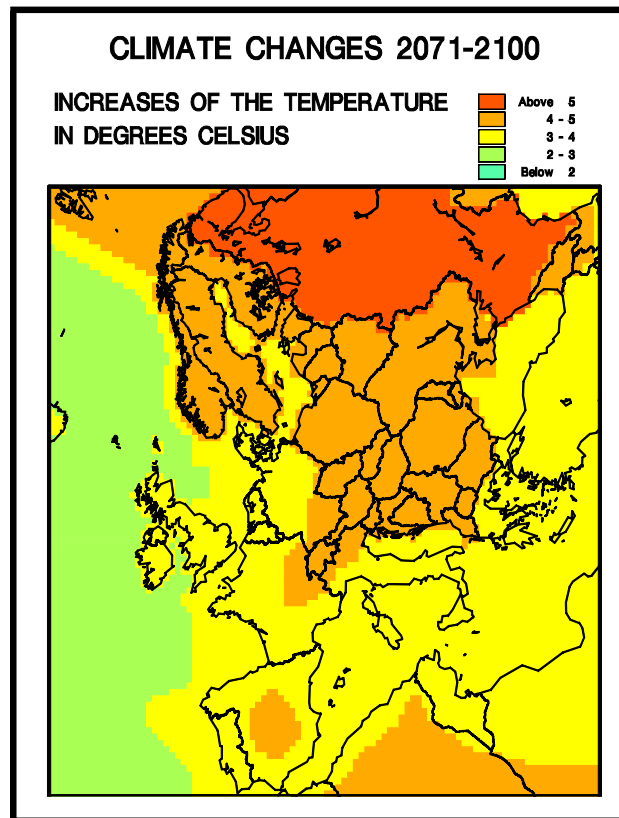 CLIMATE CHANGES 2071-2100
INCREASES OF THE TEMPERATURE
IN DEGREES CELSIUS
Above 5
4 - 5
3 - 4
2 - 3
Below 2